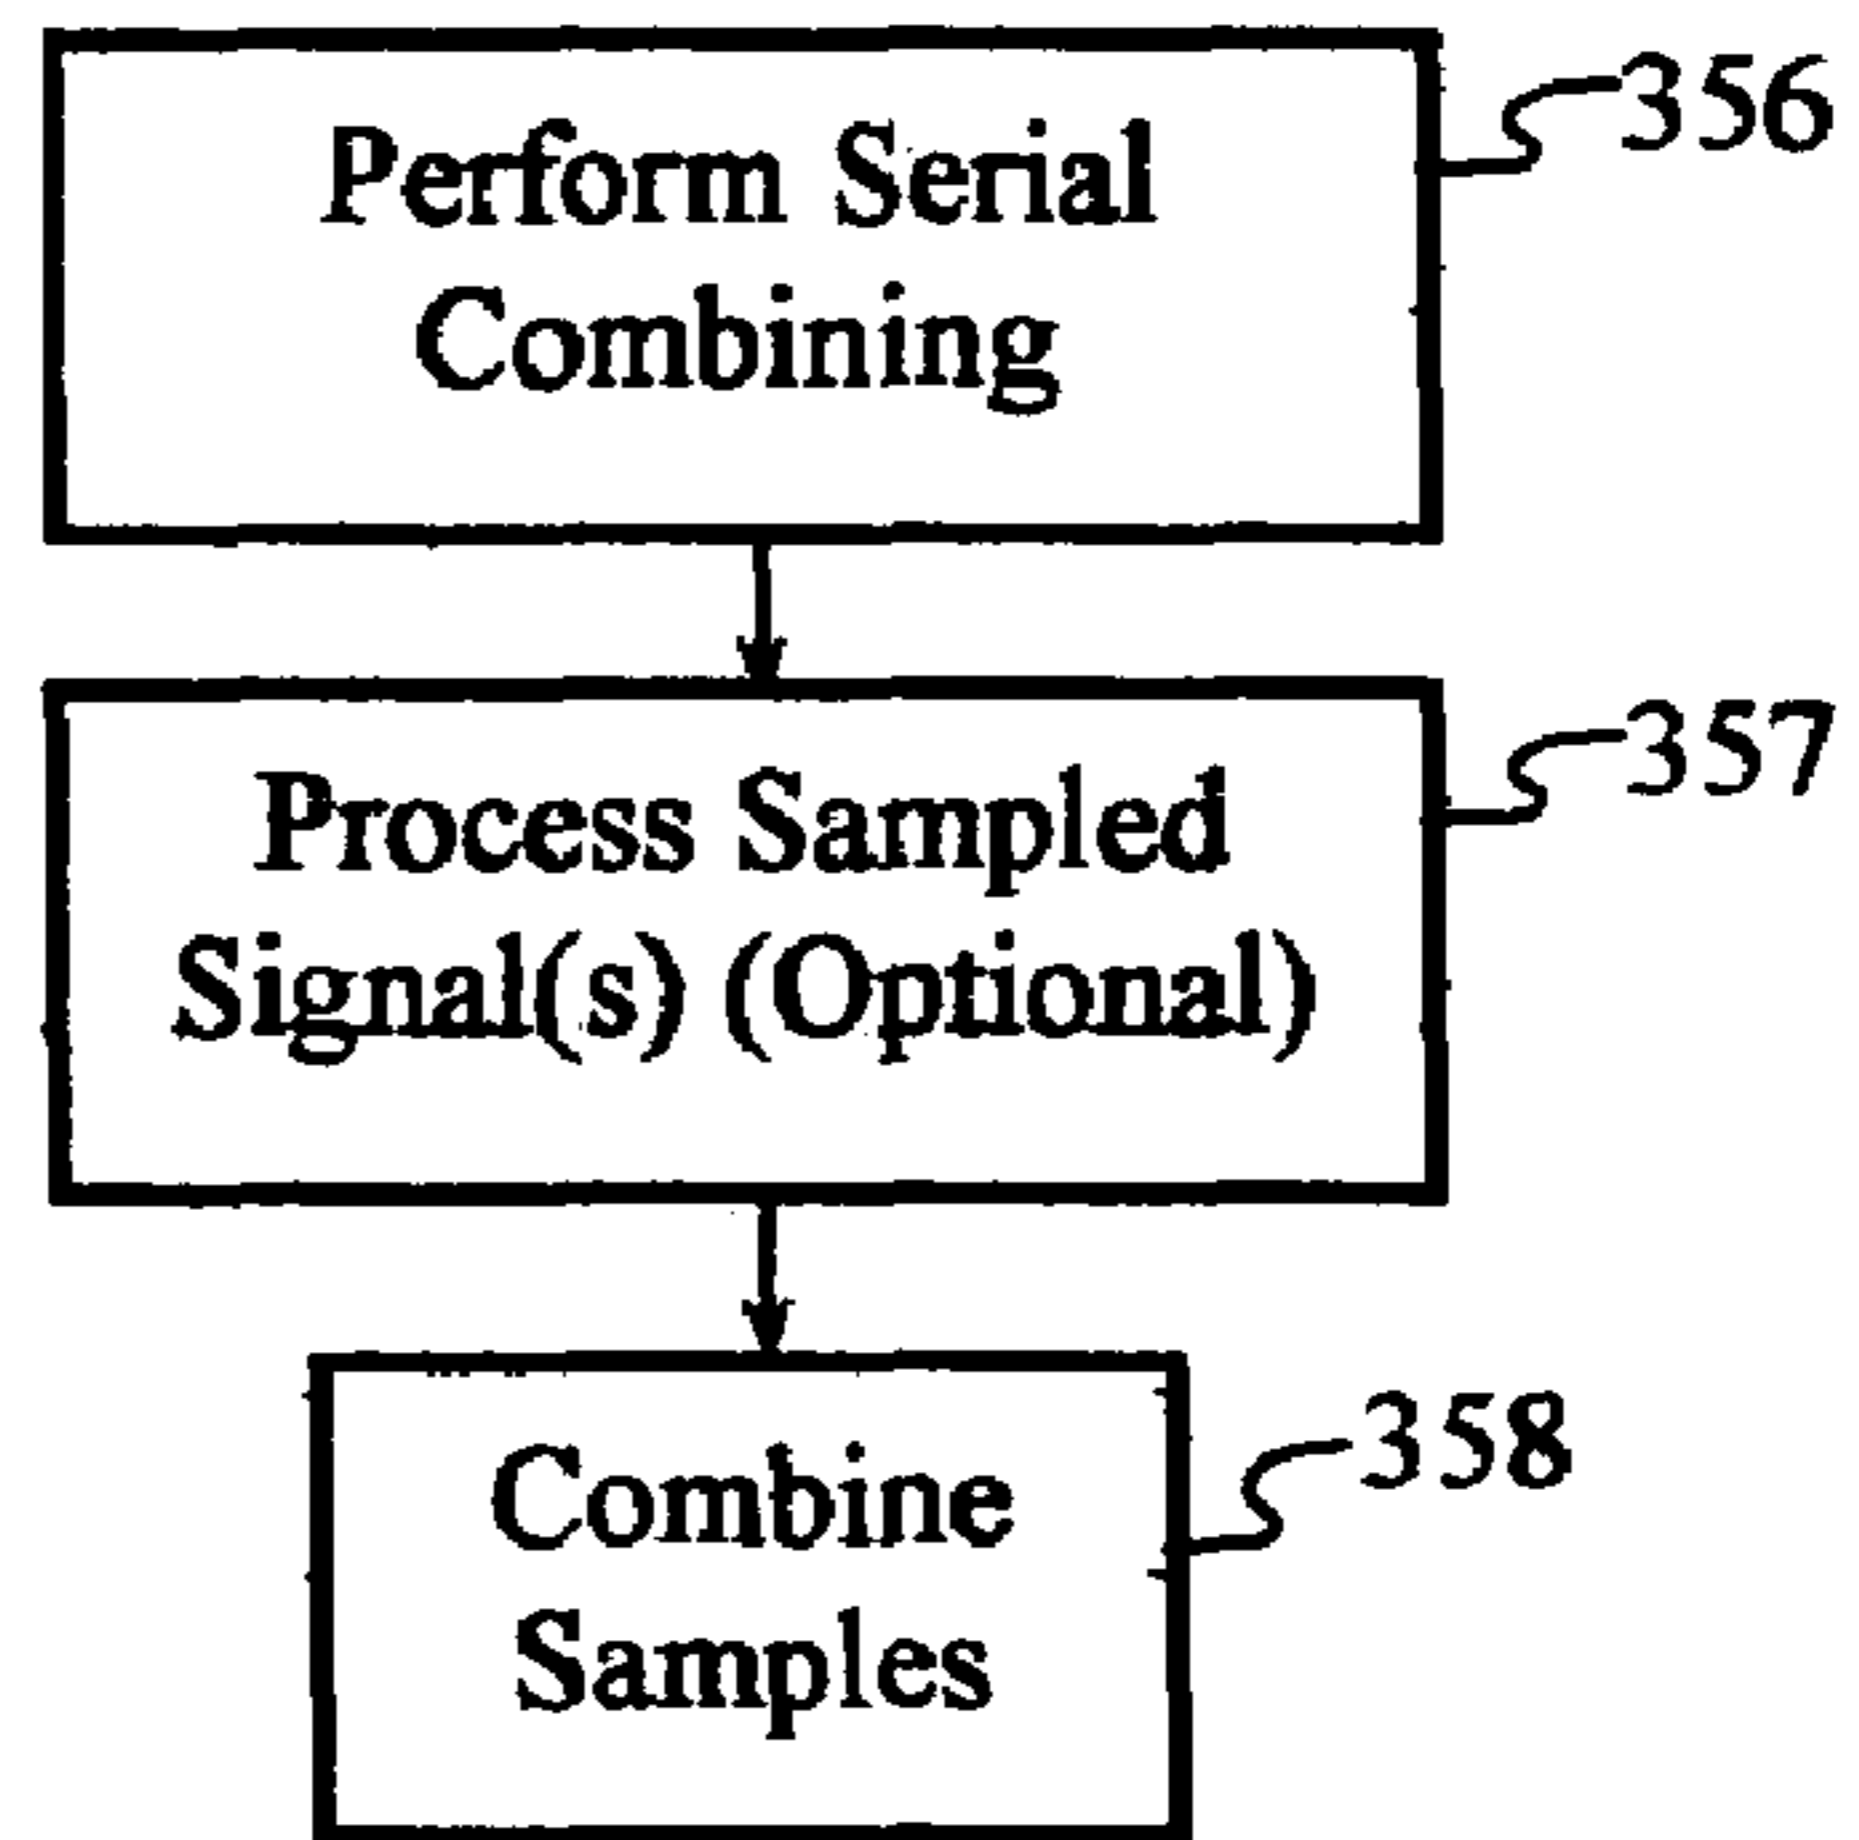 Perform Serial
Combining
356
Process Sampled
Signal(s) (Optional)
357
Combine
Samples
358